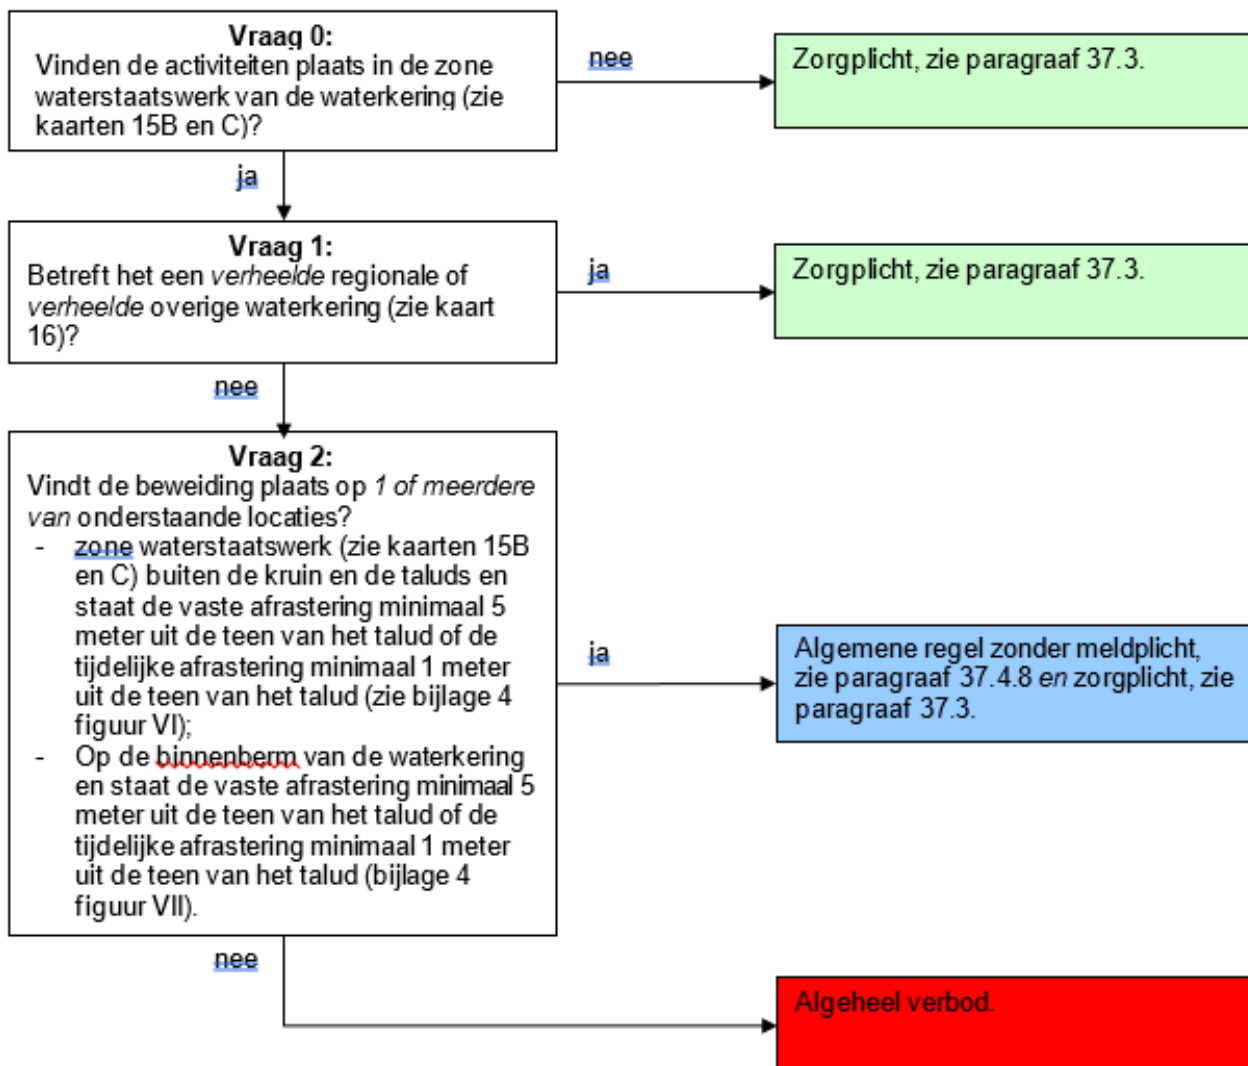 Vraag 0:
Vinden de activiteiten plaats in de zone
waterstaatswerk van de waterkering (zie
kaarten 15B en C)?
nee
Zorgplicht, zie paragraaf 37.3.
ja
Vraag 1:
Betreft het een verheelde regionale of
verheelde overige waterkering (zie kaart
16)?
ja
Zorgplicht, zie paragraaf 37.3.
nee
Vraag 2:
Vindt de beweiding plaats op 1 of meerdere
van onderstaande locaties?
- zone waterstaatswerk (zie kaarten 15B
en C) buiten de kruin en de taluds en
staat de vaste afrastering minimaal 5
meter uit de teen van het talud of de
tijdelijke afrastering minimaal 1 meter
uit de teen van het talud (zie bijlage 4
figuur VI);
- Op de binnenberm van de waterkering
en staat de vaste afrastering minimaal 5
meter uit de teen van het talud of de
tijdelijke afrastering minimaal 1 meter
uit de teen van het talud (bijlage 4
figuur VII).
ja
Algemene regel zonder meldplicht,
zie paragraaf 37.4.8 en zorgplicht, zie
paragraaf 37.3.
nee
Algeheel verbod.